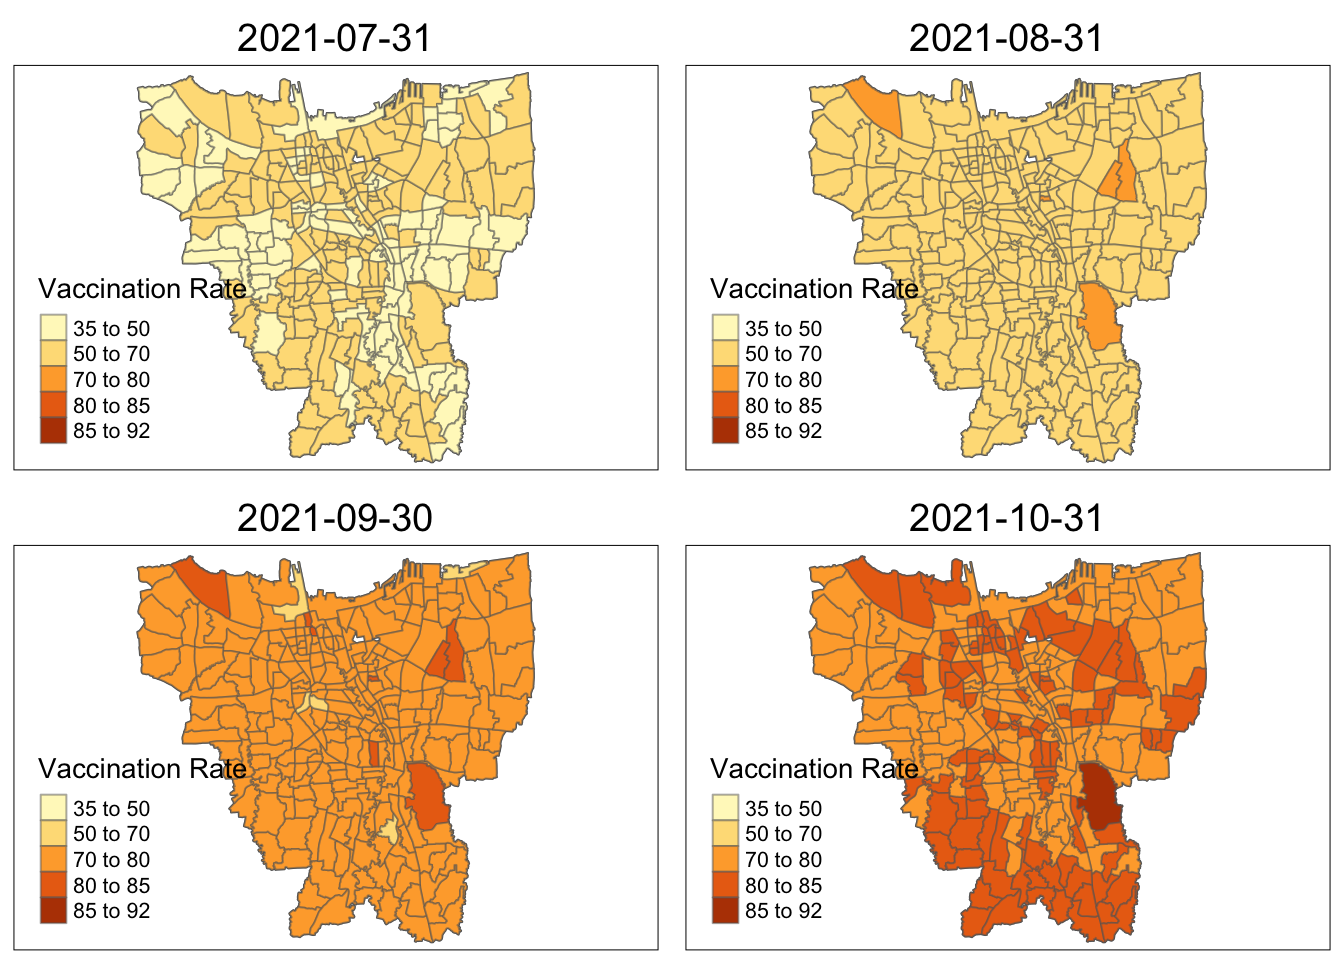 2021-07-31
Vaccination Rate
35 to 50
50 to 70
70 to 80
80 to 85
85 to 92
2021-08-31
Vaccination Rate
35 to 50
50 to 70
70 to 80
80 to 85
85 to 92
2021-09-30
Vaccination Rate
35 to 50
50 to 70
70 to 80
80 to 85
85 to 92
2021-10-31
Vaccination Rate
35 to 50
50 to 70
70 to 80
80 to 85
85 to 92